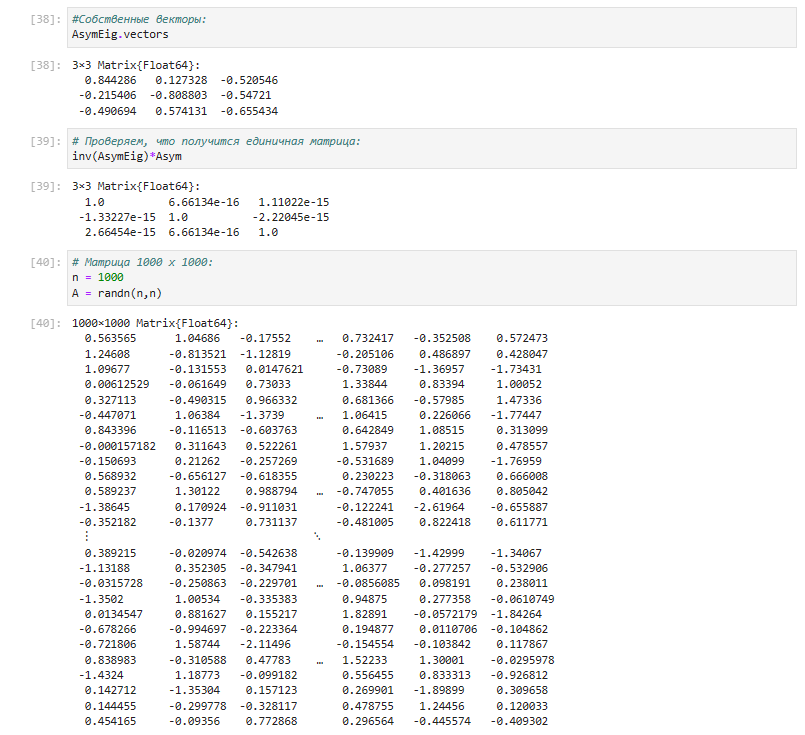 [38]: #Собственные векторы:
AsymEig.vectors
[38]: 3×3 Matrix{Float64}:
0.844286 0.127328 -0.520546
-0.215406 -0.808803 -0.54721
-0.490694 0.574131 -0.655434
[39]: # Проверяем, что получится единичная матрица:
inv(AsymEig)*Asym
[39]: 3×3 Matrix{Float64}:
1.0 6.66134e-16 1.11022e-15
-1.33227e-15 1.0 -2.22045e-15
2.66454e-15 6.66134e-16 1.0
[40]: # Матрица 1000 x 1000:
n = 1000
A = randn(n,n)
[40]: 1000×1000 Matrix{Float64}:
0.563565 1.04686 -0.17552 … 0.732417 -0.352508 0.572473
1.24608 -0.813521 -1.12819 -0.205106 0.486897 0.428047
1.09677 -0.131553 0.0147621 -0.73089 -1.36957 -1.73431
0.00612529 -0.061649 0.73033 1.33844 0.83394 1.00052
0.327113 -0.490315 0.966332 0.681366 -0.57985 1.47336
-0.447071 1.06384 -1.3739 … 1.06415 0.226066 -1.77447
0.843396 -0.116513 -0.603763 0.642849 1.08515 0.313099
-0.000157182 0.311643 0.522261 1.57937 1.20215 0.478557
-0.150693 0.21262 -0.257269 -0.531689 1.04099 -1.76959
0.568932 -0.656127 -0.618355 0.230223 -0.318063 0.666008
0.589237 1.30122 0.988794 … -0.747055 0.401636 0.805042
-1.38645 0.170924 -0.911031 -0.122241 -2.61964 -0.655887
-0.352182 -0.1377 0.731137 -0.481005 0.822418 0.611771
⋮ ⋱
0.389215 -0.020974 -0.542638 -0.139909 -1.42999 -1.34067
-1.13188 0.352305 -0.347941 1.06377 -0.277257 -0.532906
-0.0315728 -0.250863 -0.229701 … -0.0856085 0.098191 0.238011
-1.3502 1.00534 -0.335383 0.94875 0.277358 -0.0610749
0.0134547 0.881627 0.155217 1.82891 -0.0572179 -1.84264
-0.678266 -0.994697 -0.223364 0.194877 0.0110706 -0.104862
-0.721806 1.58744 -2.11496 -0.154554 -0.103842 0.117867
0.838983 -0.310588 0.47783 … 1.52233 1.30001 -0.0295978
-1.4324 1.18773 -0.099182 0.556455 0.833313 -0.926812
0.142712 -1.35304 0.157123 0.269901 -1.89899 0.309658
0.144455 -0.299778 -0.328117 0.478755 1.24456 0.120033
0.454165 -0.09356 0.772868 0.296564 -0.445574 -0.409302